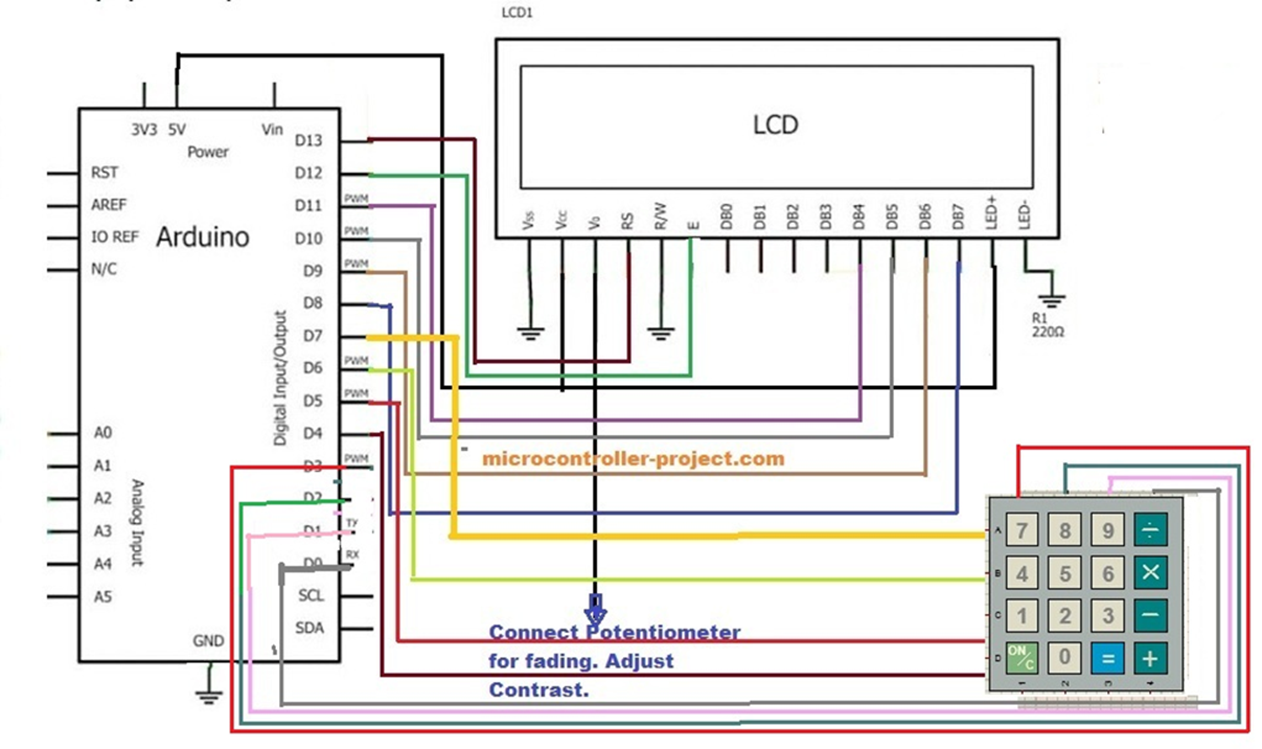 LCD1
LCD
3V3 5V Vin
Power
Arduino
RST
AREF
IO REF
N/C
A0
A1
A2
A3
A4
A5
Analog Input
GND
Digital Input/Output
D13
D12
D11 PWM
D10 PWM
D9 PWM
D8
D7
D6 PWM
D5 PWM
D4
D3 PWM
D2
D1
D0 RX
SCL
SDA
Vss Vcc V0 RS R/W E DB0 DB1 DB2 DB3 DB4 DB5 DB6 DB7 LED+ LED-
R1
220Ω
microcontroller-project.com
Connect Potentiometer
for fading. Adjust
Contrast.
A 7 8 9 ÷
B 4 5 6 ×
C 1 2 3 −
D ON/C 0 = +
1 2 3 4